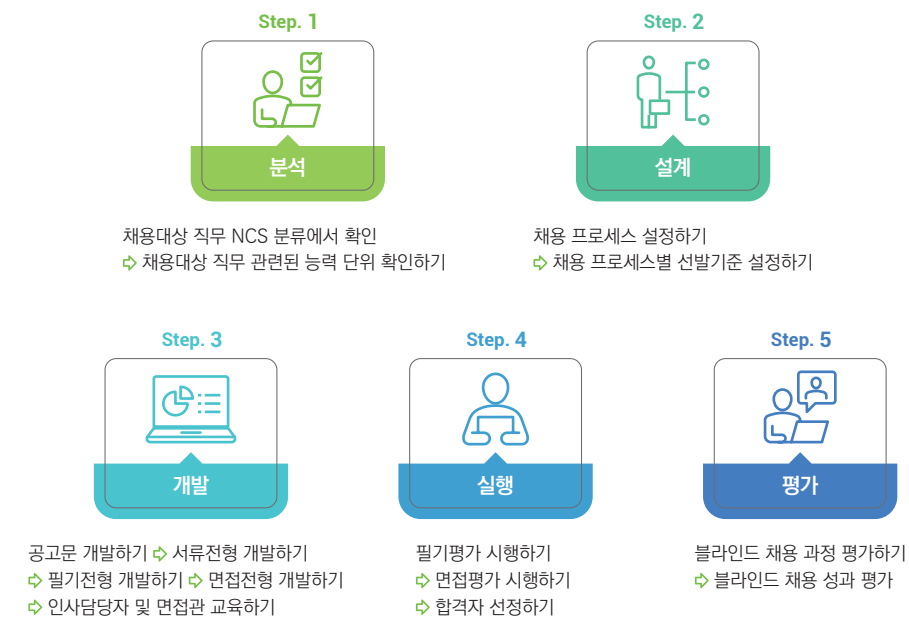 Step. 1
분석
채용대상 직무 NCS 분류에서 확인
⇨ 채용대상 직무 관련된 능력 단위 확인하기
Step. 2
설계
채용 프로세스 설정하기
⇨ 채용 프로세스별 선발기준 설정하기
Step. 3
개발
공고문 개발하기 ⇨ 서류전형 개발하기
⇨ 필기전형 개발하기 ⇨ 면접전형 개발하기
⇨ 인사담당자 및 면접관 교육하기
Step. 4
실행
필기평가 시행하기
⇨ 면접평가 시행하기
⇨ 합격자 선정하기
Step. 5
평가
블라인드 채용 과정 평가하기
⇨ 블라인드 채용 성과 평가